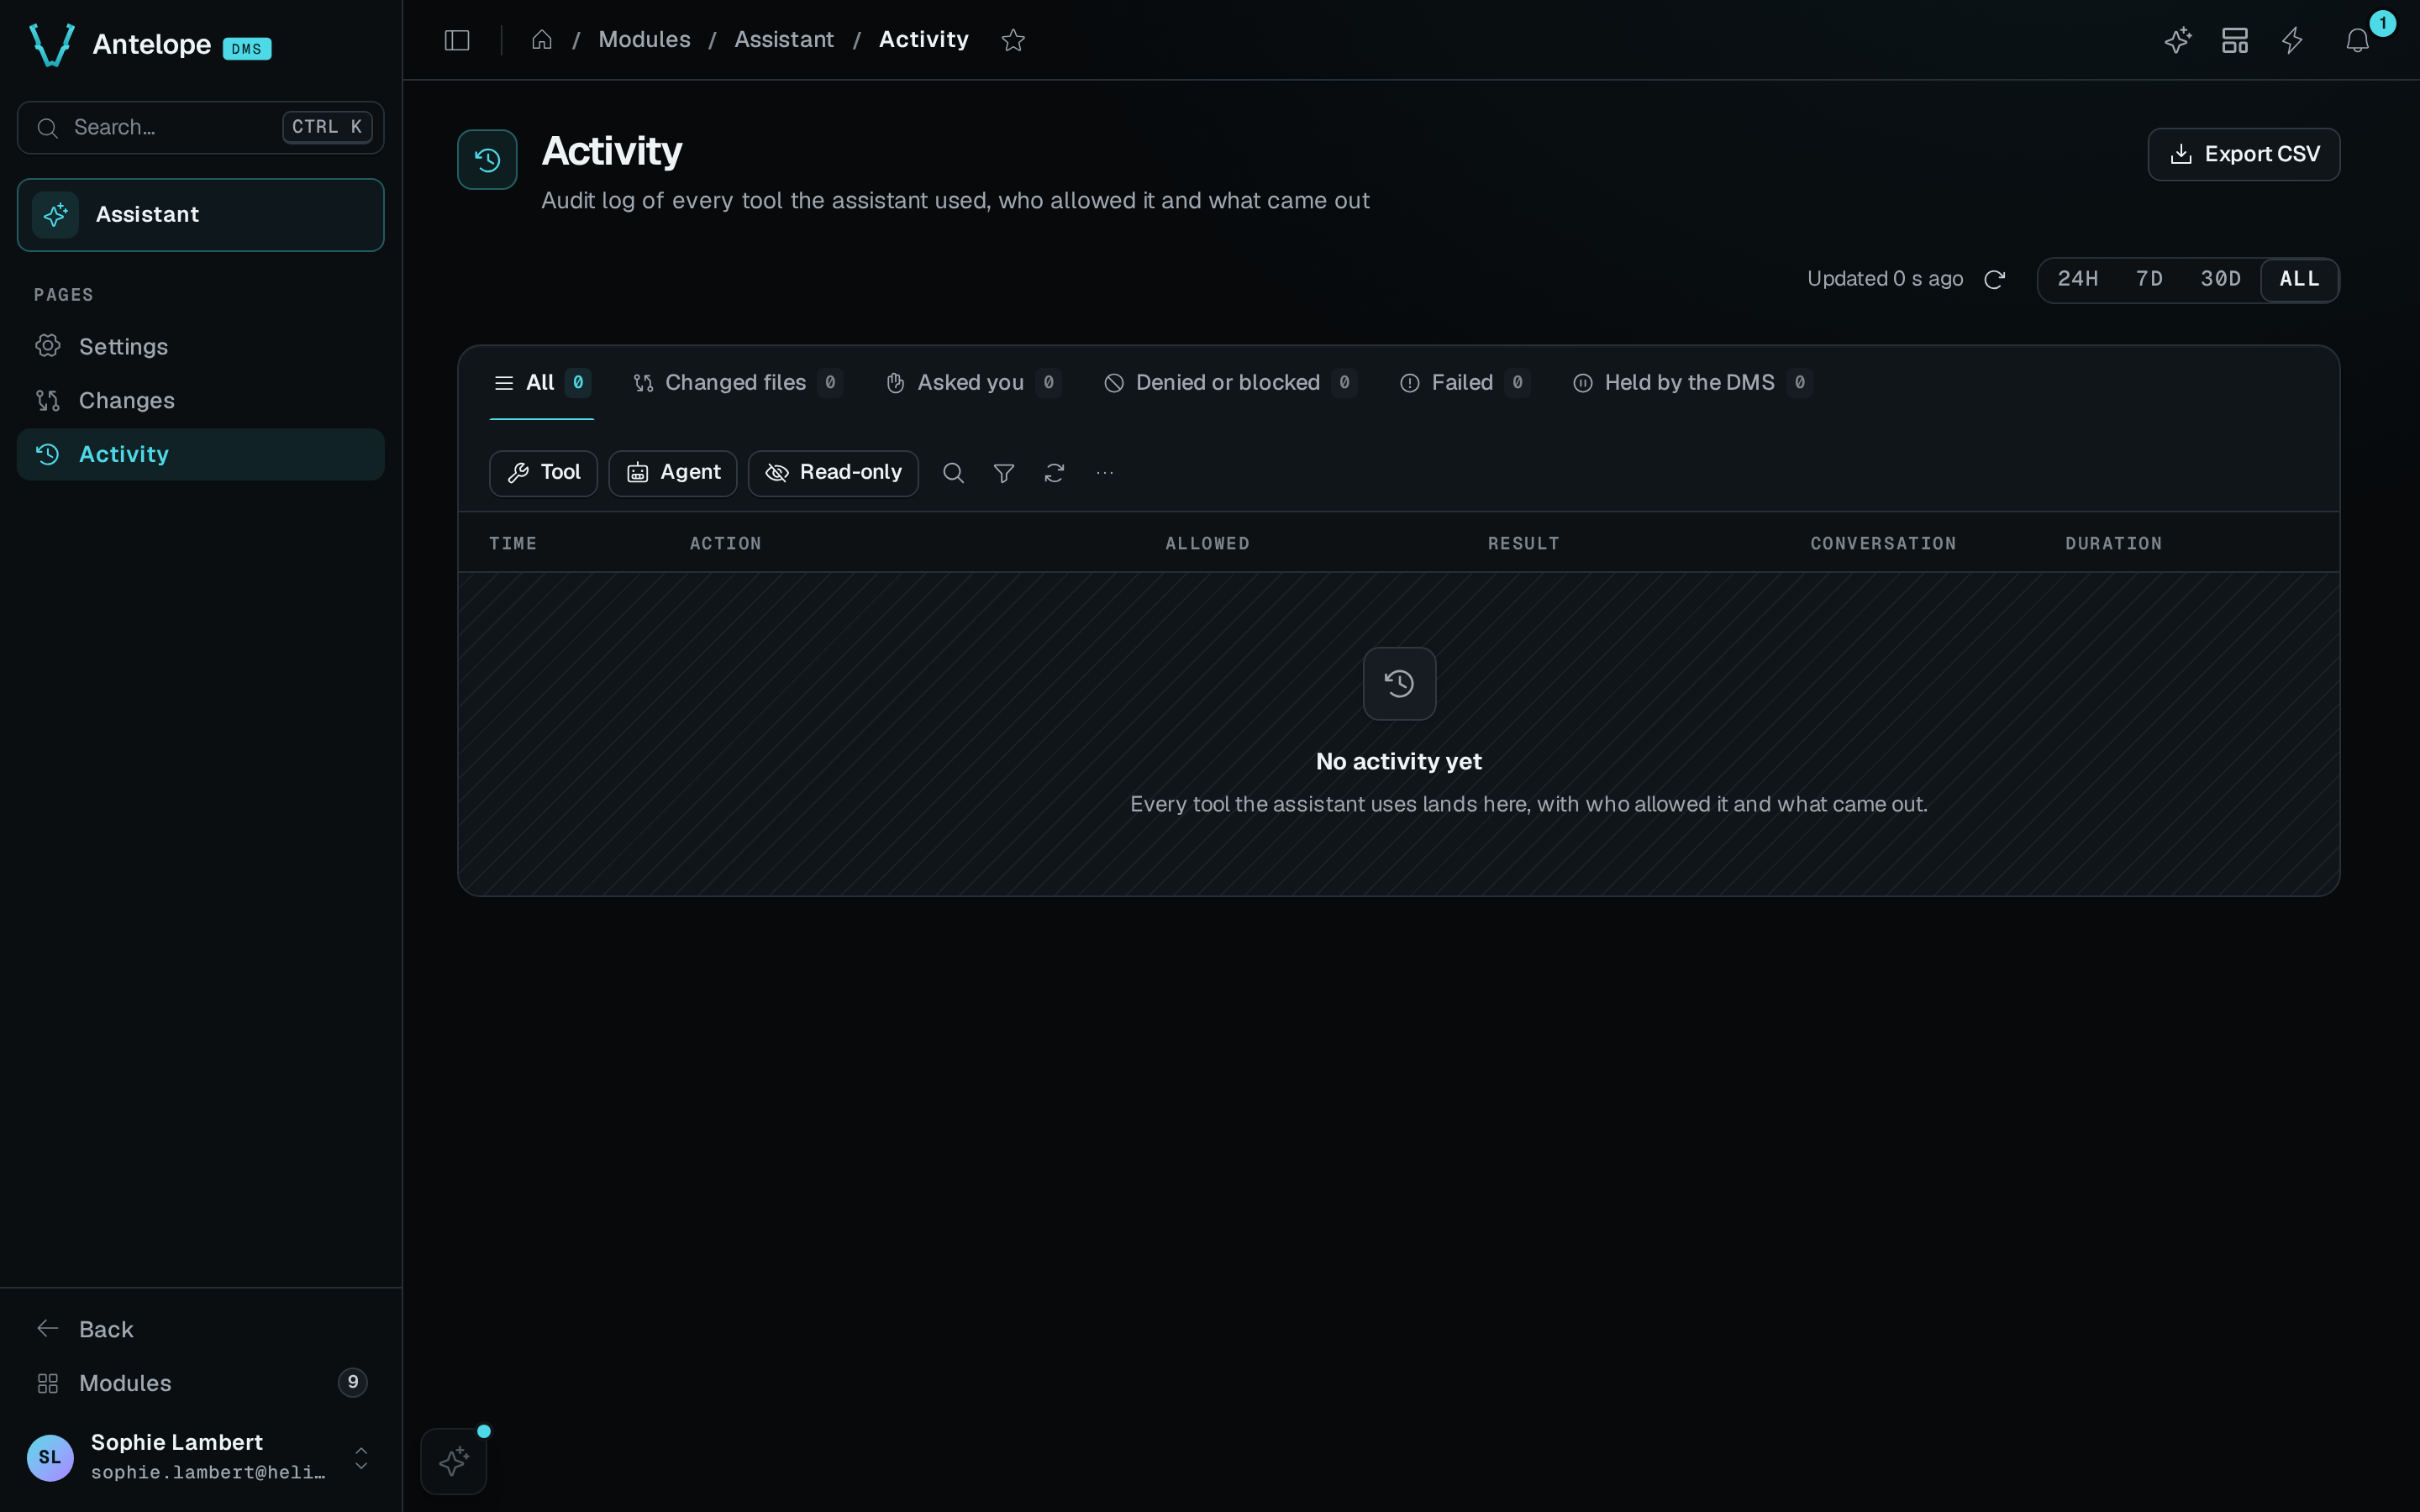 Antelope DMS
Search... CTRL K
Assistant
PAGES
Settings
Changes
Activity
Back
Modules 9
SL
Sophie Lambert
sophie.lambert@heli…
/ Modules / Assistant / Activity
1
Activity
Audit log of every tool the assistant used, who allowed it and what came out
Export CSV
Updated 0 s ago 24H 7D 30D ALL
All 0 Changed files 0 Asked you 0 Denied or blocked 0 Failed 0 Held by the DMS 0
Tool Agent Read-only ...
TIME ACTION ALLOWED RESULT CONVERSATION DURATION
No activity yet
Every tool the assistant uses lands here, with who allowed it and what came out.